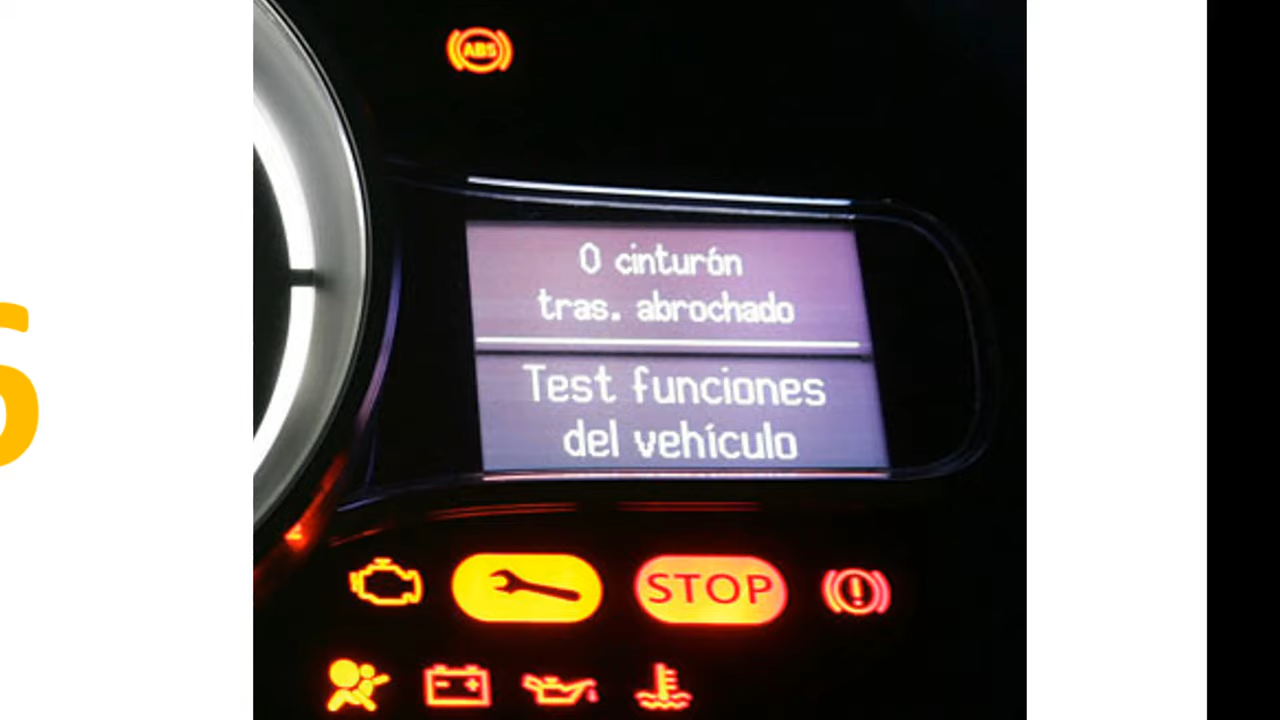 ABS
0 cinturón
tras. abrochado
Test funciones
del vehículo
STOP